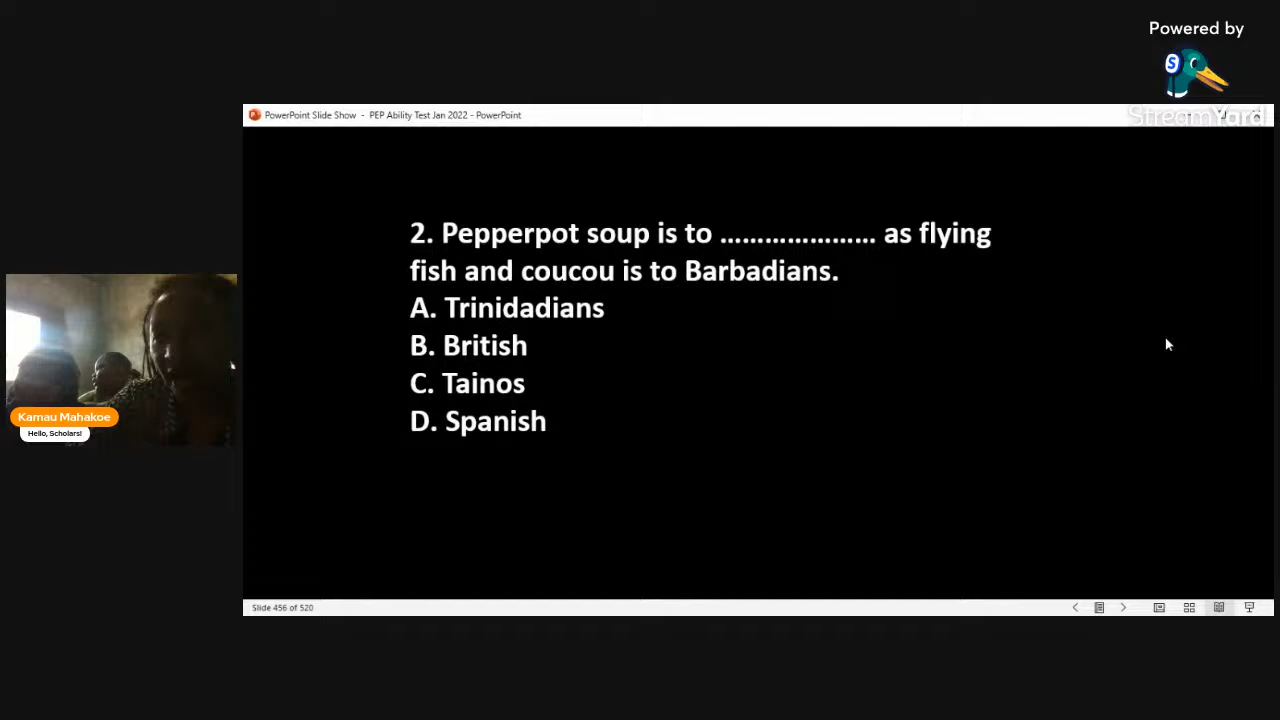 Powered by
StreamYard
PowerPoint Slide Show - PEP Ability Test Jan 2022 - PowerPoint
2. Pepperpot soup is to ………………… as flying
fish and coucou is to Barbadians.
A. Trinidadians
B. British
C. Tainos
D. Spanish
Kamau Mahakoe
Hello, Scholars!
Slide 456 of 520